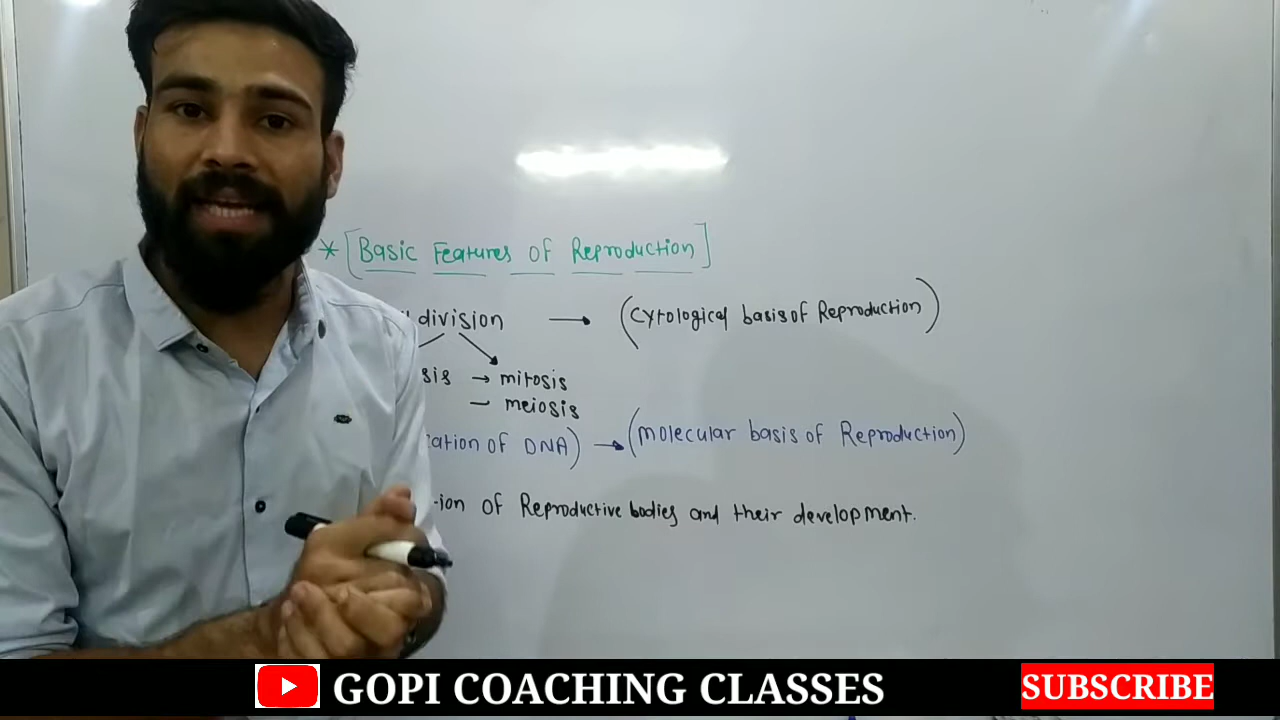 * [Basic Features of Reproduction]
division → (Cytological basis of Reproduction)
sis → mitosis
– meiosis
ation of DNA) → (molecular basis of Reproduction)
-ion of Reproductive bodies and their development.
GOPI COACHING CLASSES
SUBSCRIBE